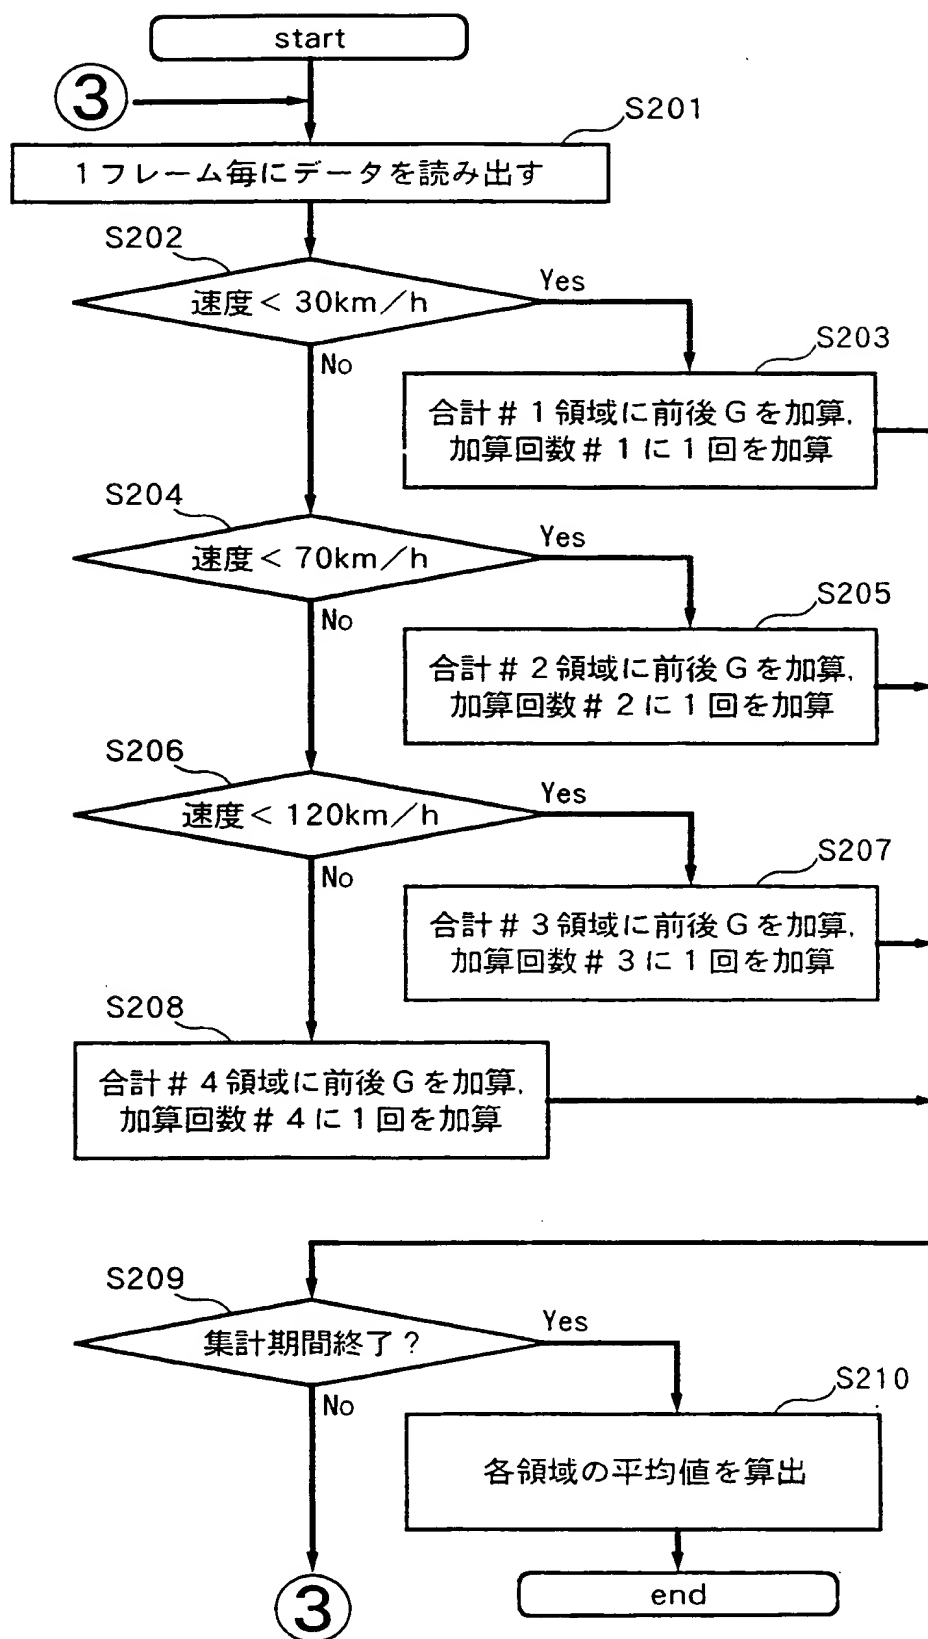 start
③
S201
1フレーム毎にデータを読み出す
S202
速度<30km/h
Yes
No
S203
合計#1領域に前後Gを加算,
加算回数#1に1回を加算
S204
速度<70km/h
Yes
No
S205
合計#2領域に前後Gを加算,
加算回数#2に1回を加算
S206
速度<120km/h
Yes
No
S207
合計#3領域に前後Gを加算,
加算回数#3に1回を加算
S208
合計#4領域に前後Gを加算,
加算回数#4に1回を加算
S209
集計期間終了?
Yes
No
S210
各領域の平均値を算出
③
end